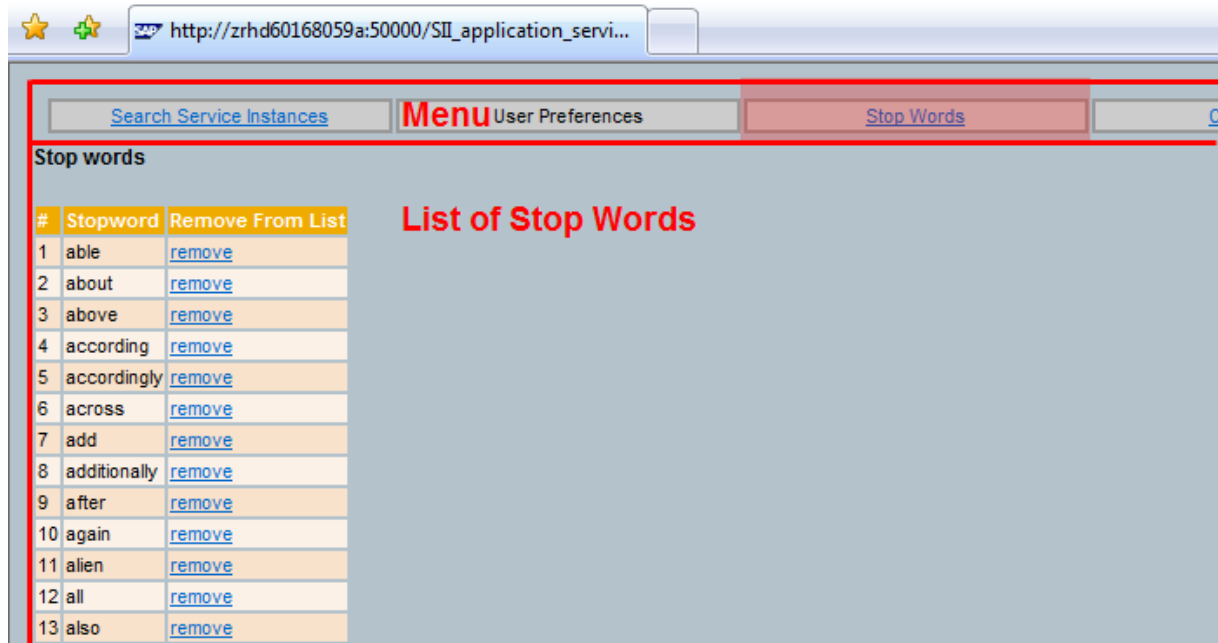 SAP http://zrhd60168059a:50000/SII_application_servi...
Search Service Instances Menu User Preferences Stop Words
Stop words
# Stopword Remove From List List of Stop Words
1 able remove
2 about remove
3 above remove
4 according remove
5 accordingly remove
6 across remove
7 add remove
8 additionally remove
9 after remove
10 again remove
11 alien remove
12 all remove
13 also remove